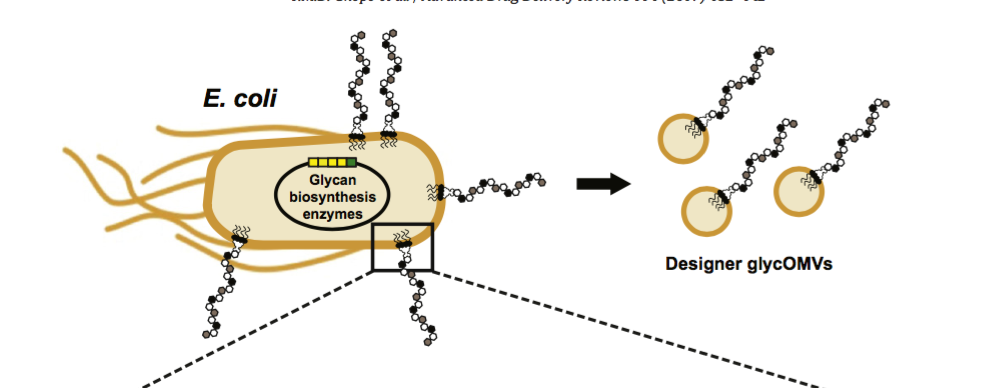 E. coli
Glycan
biosynthesis
enzymes
Designer glycOMVs